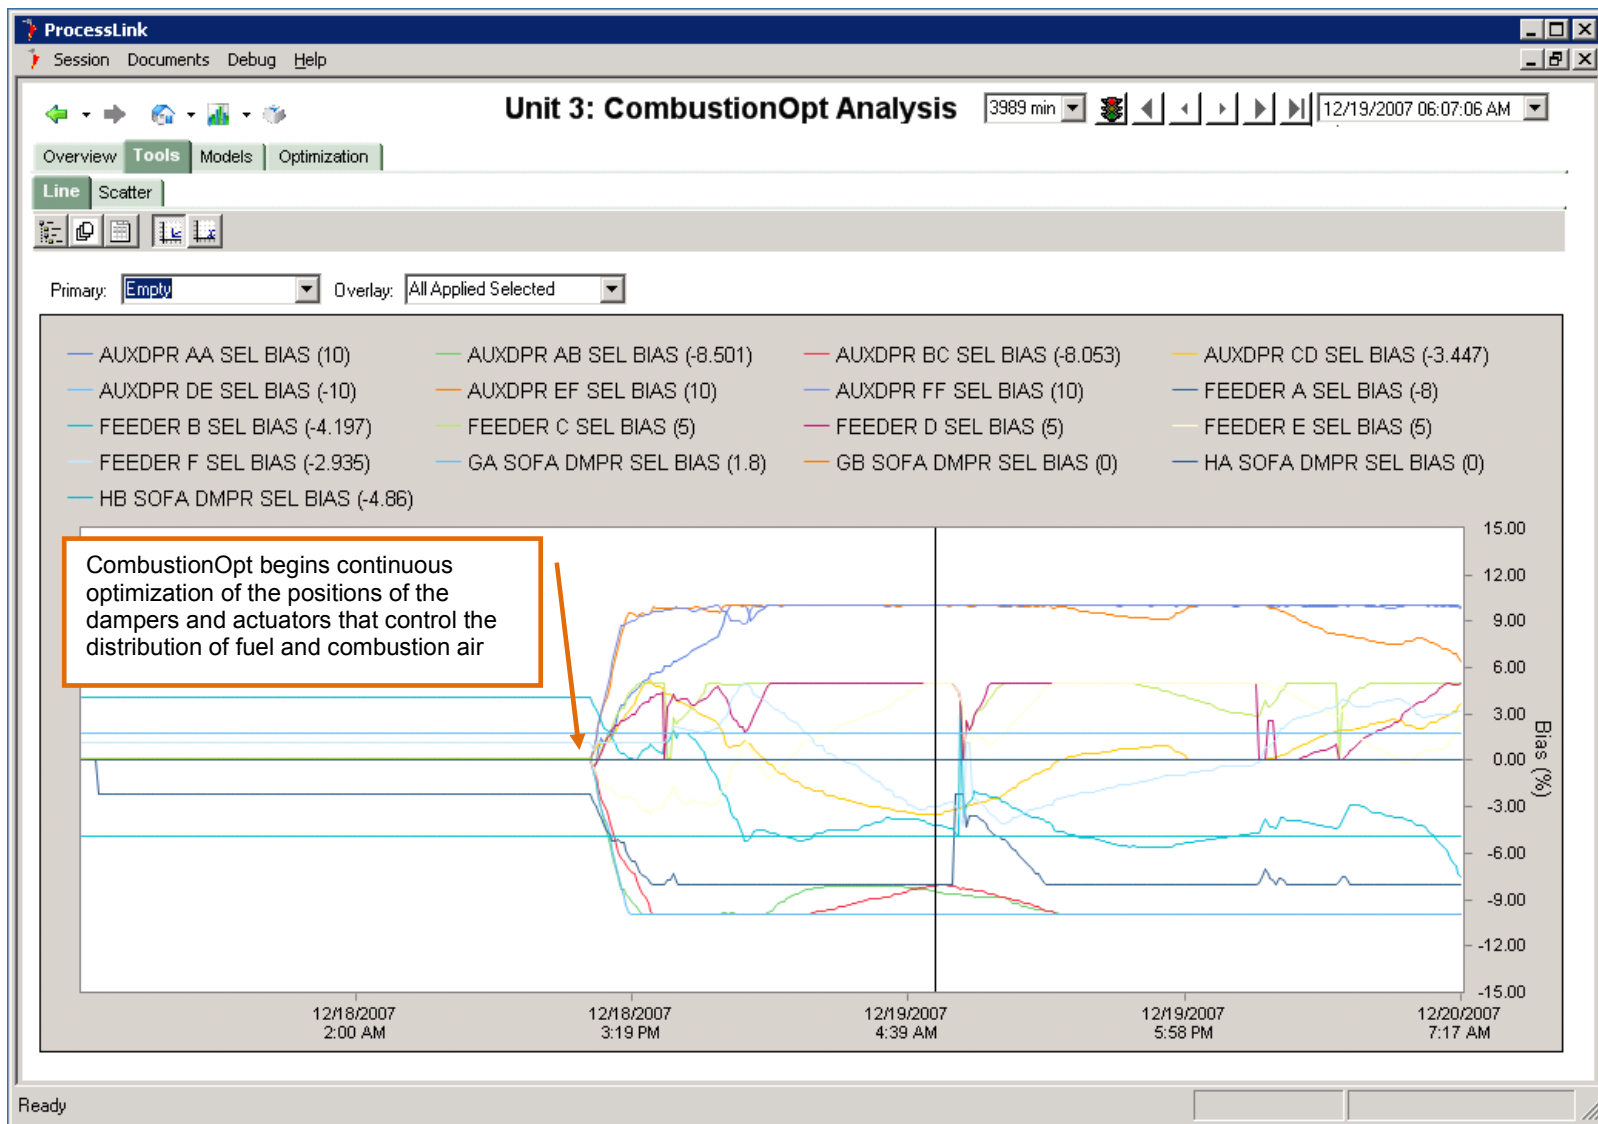 ProcessLink
Session Documents Debug Help
Unit 3: CombustionOpt Analysis 3989 min 12/19/2007 06:07:06 AM
Overview Tools Models Optimization
Line Scatter
Primary: Empty Overlay: All Applied Selected
AUXDPR AA SEL BIAS (10) AUXDPR AB SEL BIAS (-8.501) AUXDPR BC SEL BIAS (-8.053) AUXDPR CD SEL BIAS (-3.447)
AUXDPR DE SEL BIAS (-10) AUXDPR EF SEL BIAS (10) AUXDPR FF SEL BIAS (10) FEEDER A SEL BIAS (-8)
FEEDER B SEL BIAS (-4.197) FEEDER C SEL BIAS (5) FEEDER D SEL BIAS (5) FEEDER E SEL BIAS (5)
FEEDER F SEL BIAS (-2.935) GA SOFA DMPR SEL BIAS (1.8) GB SOFA DMPR SEL BIAS (0) HA SOFA DMPR SEL BIAS (0)
HB SOFA DMPR SEL BIAS (-4.86)
CombustionOpt begins continuous
optimization of the positions of the
dampers and actuators that control the
distribution of fuel and combustion air
15.00
12.00
9.00
6.00
3.00
0.00
-3.00
-6.00
-9.00
-12.00
-15.00
Bias (%)
12/18/2007 12/18/2007 12/19/2007 12/19/2007 12/20/2007
2:00 AM 3:19 PM 4:39 AM 5:58 PM 7:17 AM
Ready